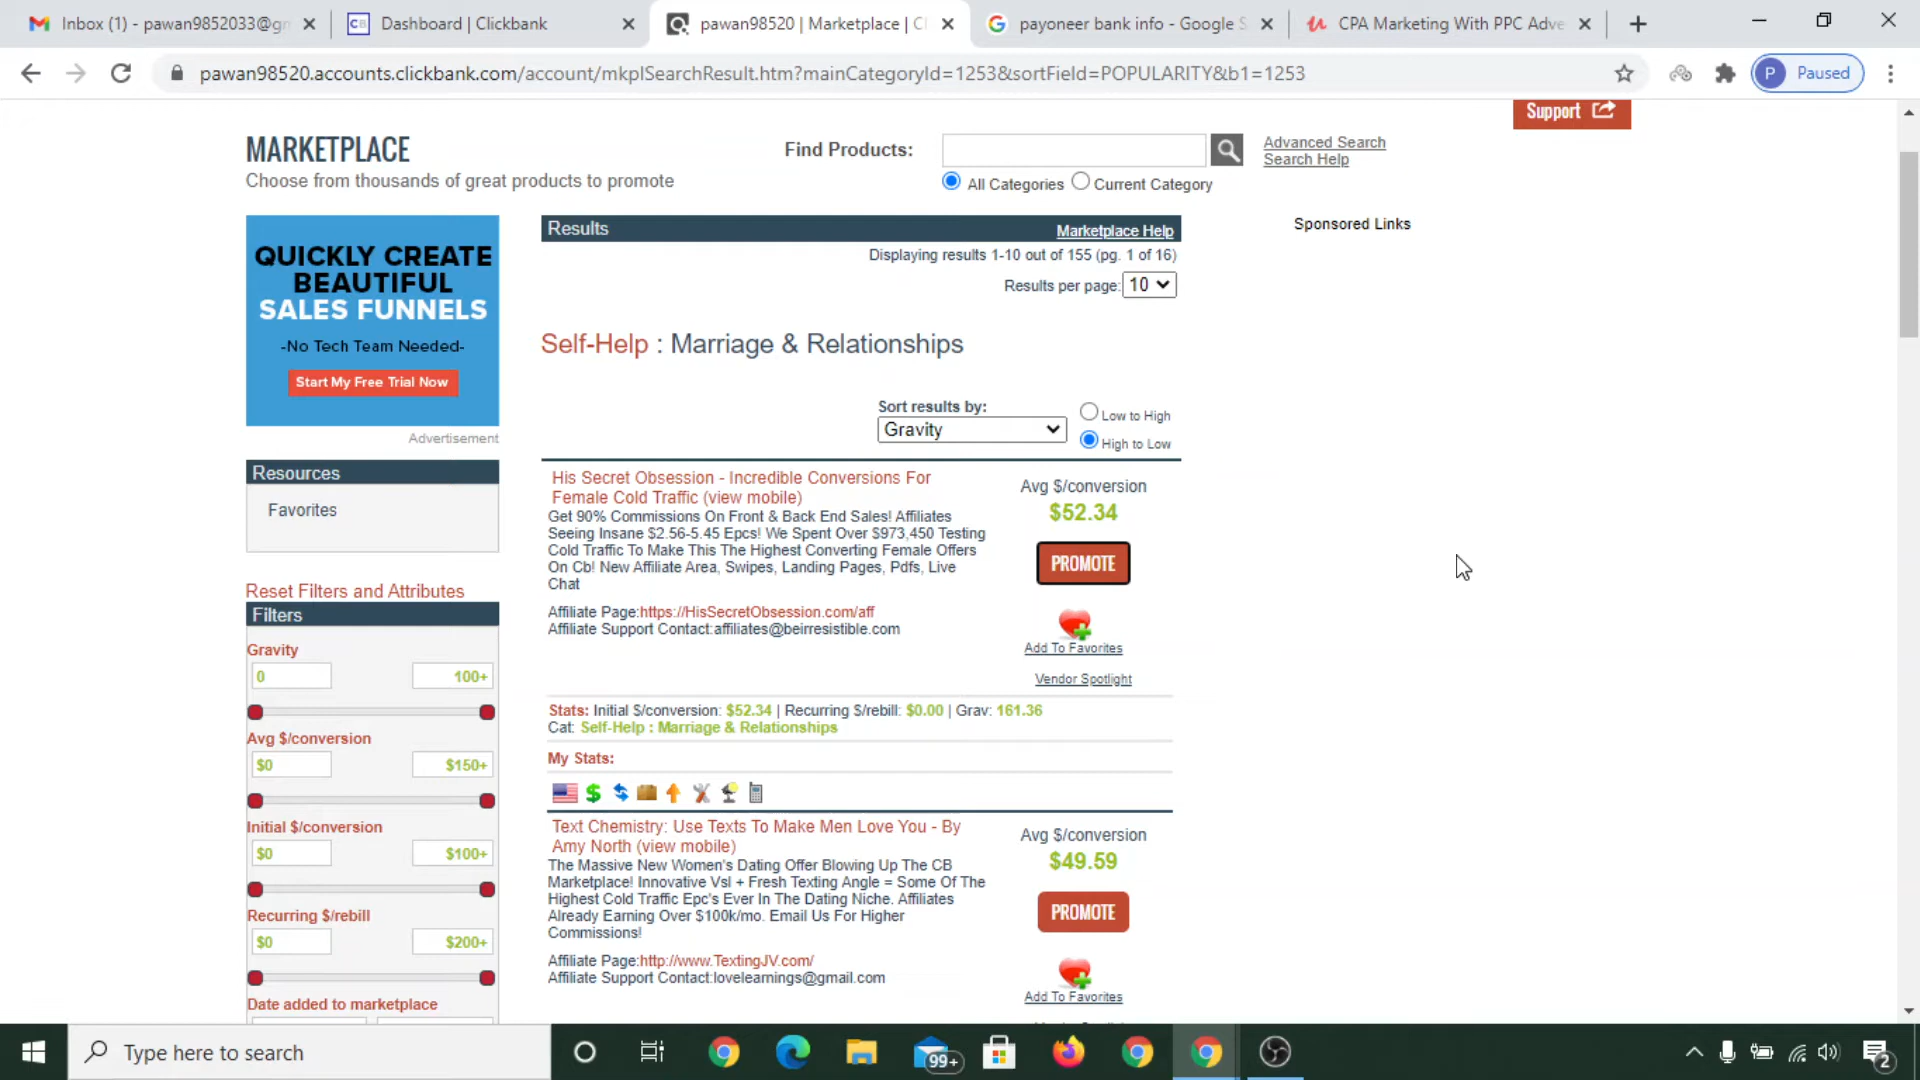 Inbox (1) - pawan9852033@gm
Dashboard | Clickbank
pawan98520 | Marketplace | Cl
payoneer bank info - Google S
CPA Marketing With PPC Adve
pawan98520.accounts.clickbank.com/account/mkplSearchResult.htm?mainCategoryId=1253&sortField=POPULARITY&b1=1253
P Paused
Support
MARKETPLACE
Choose from thousands of great products to promote
Find Products:
Advanced Search
Search Help
All Categories Current Category
QUICKLY CREATE
BEAUTIFUL
SALES FUNNELS
-No Tech Team Needed-
Start My Free Trial Now
Advertisement
Resources
Favorites
Reset Filters and Attributes
Filters
Gravity
0 100+
Avg $/conversion
$0 $150+
Initial $/conversion
$0 $100+
Recurring $/rebill
$0 $200+
Date added to marketplace
Results Marketplace Help
Displaying results 1-10 out of 155 (pg. 1 of 16)
Results per page: 10
Self-Help : Marriage & Relationships
Sort results by:
Gravity
Low to High
High to Low
His Secret Obsession - Incredible Conversions For
Female Cold Traffic (view mobile)
Get 90% Commissions On Front & Back End Sales! Affiliates
Seeing Insane $2.56-5.45 Epcs! We Spent Over $973,450 Testing
Cold Traffic To Make This The Highest Converting Female Offers
On Cb! New Affiliate Area, Swipes, Landing Pages, Pdfs, Live
Chat
Affiliate Page:https://HisSecretObsession.com/aff
Affiliate Support Contact:affiliates@beirresistible.com
Avg $/conversion
$52.34
PROMOTE
Add To Favorites
Vendor Spotlight
Stats: Initial $/conversion: $52.34 | Recurring $/rebill: $0.00 | Grav: 161.36
Cat: Self-Help : Marriage & Relationships
My Stats:
Text Chemistry: Use Texts To Make Men Love You - By
Amy North (view mobile)
The Massive New Women's Dating Offer Blowing Up The CB
Marketplace! Innovative Vsl + Fresh Texting Angle = Some Of The
Highest Cold Traffic Epc's Ever In The Dating Niche. Affiliates
Already Earning Over $100k/mo. Email Us For Higher
Commissions!
Affiliate Page:http://www.TextingJV.com/
Affiliate Support Contact:lovelearnings@gmail.com
Avg $/conversion
$49.59
PROMOTE
Add To Favorites
Sponsored Links
Type here to search
99+
2